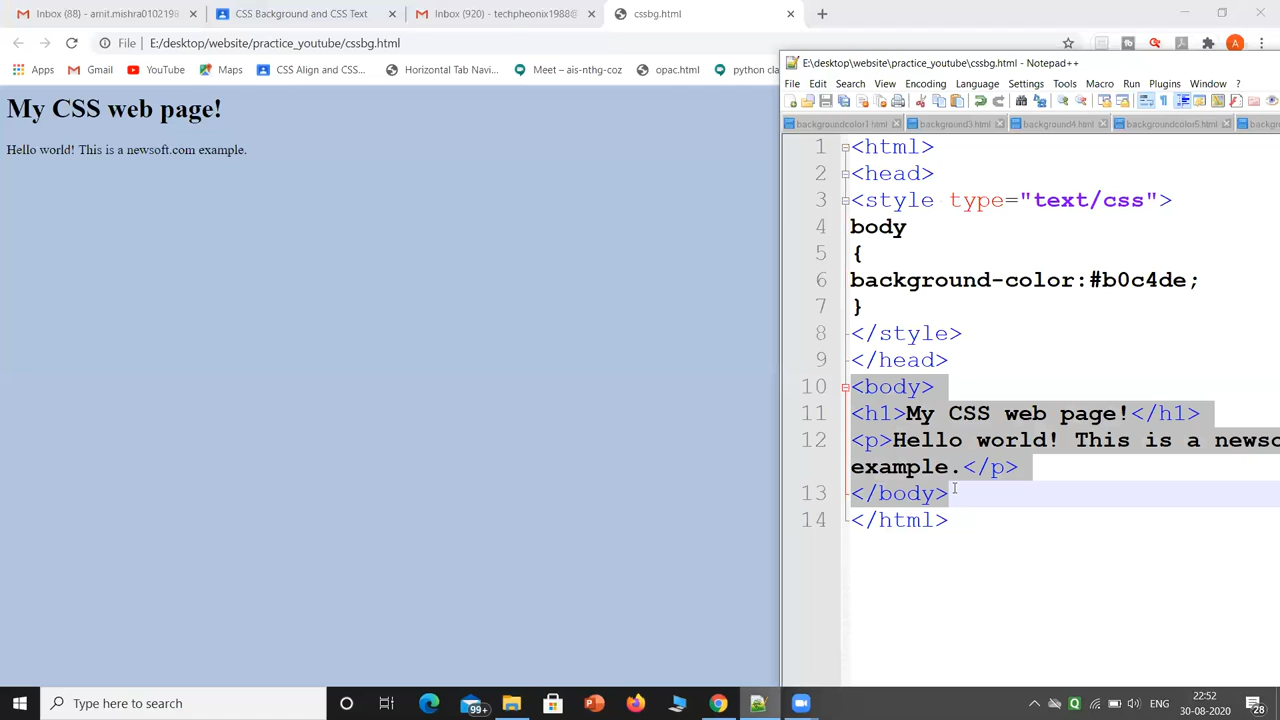 Inbox (88) - amit.mishra010219
CSS Background and CSS Text
Inbox (920) - techpheonix1988@
cssbg.html
File
E:/desktop/website/practice_youtube/cssbg.html
Apps
Gmail
YouTube
Maps
CSS Align and CSS...
Horizontal Tab Navi...
Meet – ais-nthg-coz
opac.html
python cla
A
E:\desktop\website\practice_youtube\cssbg.html - Notepad++
File Edit Search View Encoding Language Settings Tools Macro Run Plugins Window ?
backgroundcolor1.html
background3.html
background4.html
backgroundcolor5.html
backg
My CSS web page!
Hello world! This is a newsoft.com example.
1 <html>
2 <head>
3 <style type="text/css">
4 body
5 {
6 background-color:#b0c4de;
7 }
8 </style>
9 </head>
10 <body>
11 <h1>My CSS web page!</h1>
12 <p>Hello world! This is a newso
example.</p>
13 </body>
14 </html>
Type here to search
99+
ENG
22:52
30-08-2020
28